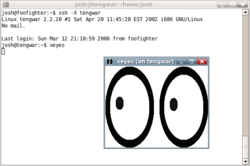 josh@foofighter: /home/josh
josh@foofighter:~$ ssh -X tengwar
Linux tengwar 2.2.20 #1 Sat Apr 20 11:45:28 EST 2002 i686 GNU/Linux
No mail.
Last login: Sun Mar 12 21:10:59 2006 from foofighter
josh@tengwar:~$ xeyes
xeyes (on tengwar)